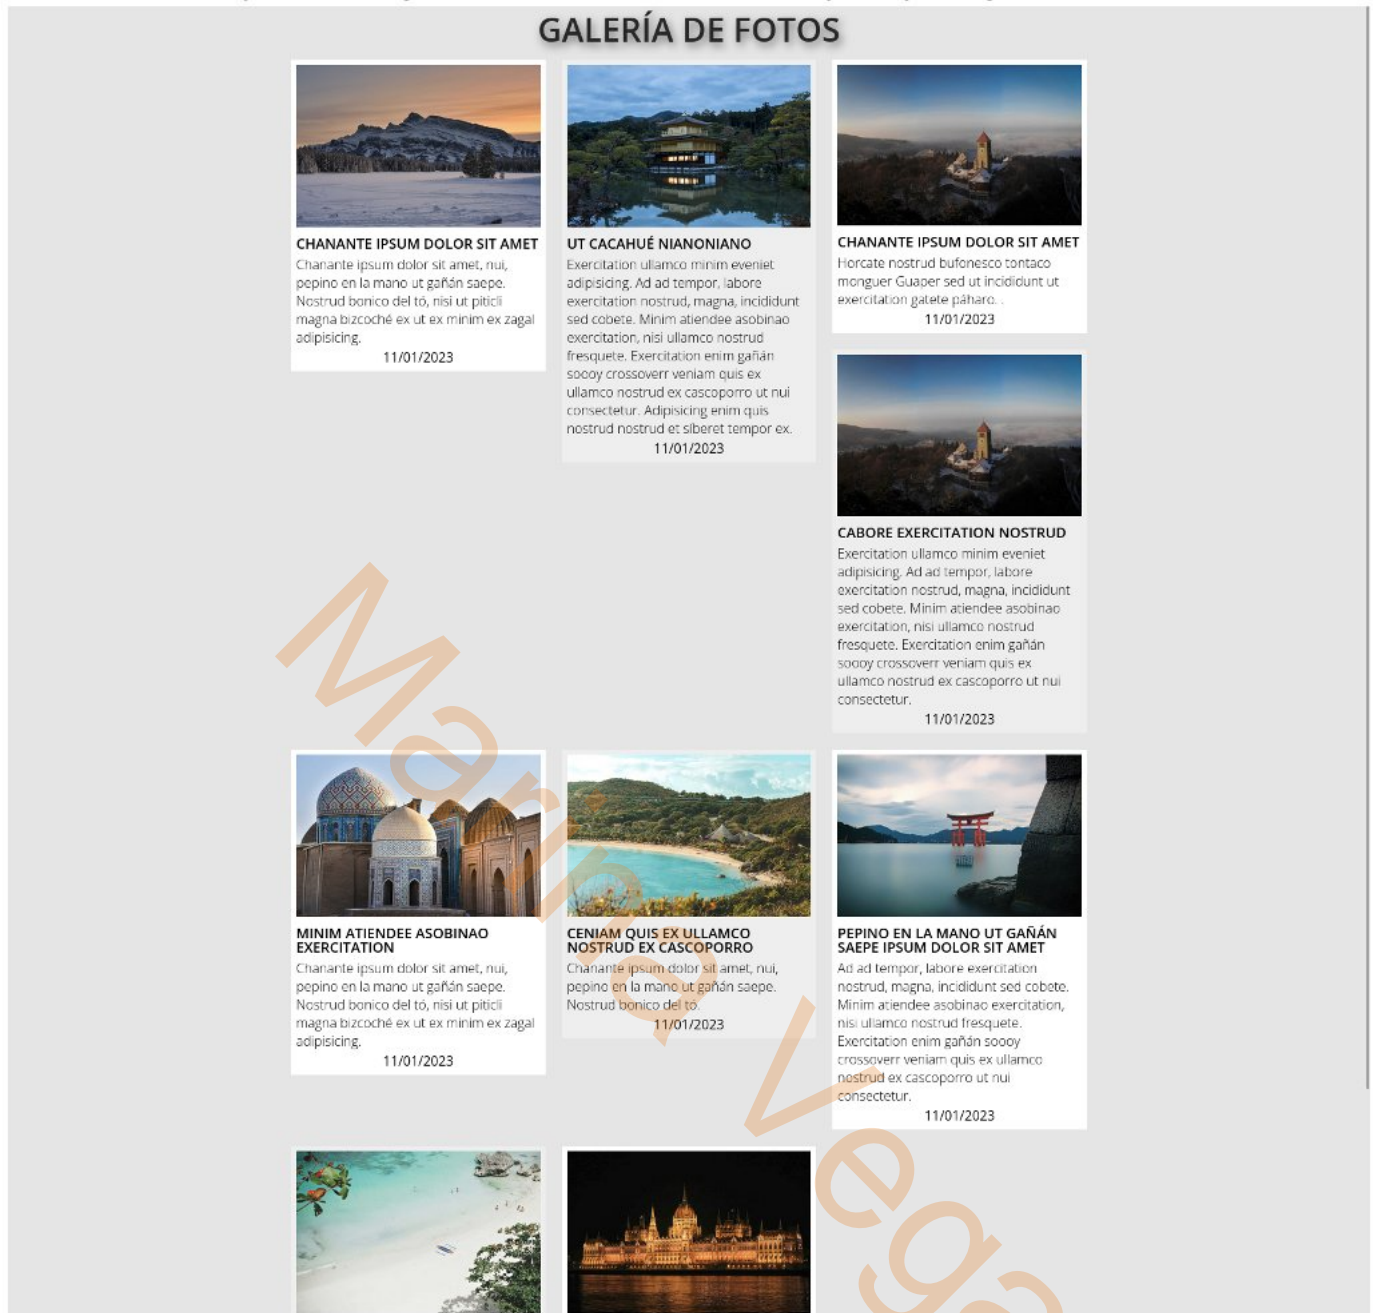 GALERÍA DE FOTOS
CHANANTE IPSUM DOLOR SIT AMET
Chanante ipsum dolor sit amet, nui,
pepino en la mano ut gañán saepe.
Nostrud bonico del tó, nisi ut piticli
magna bizcoché ex ut ex minim ex zagal
adipisicing.
11/01/2023
UT CACAHUÉ NIANONIANO
Exercitation ullamco minim eveniet
adipisicing. Ad ad tempor, labore
exercitation nostrud, magna, incididunt
sed cobete. Minim atiendee asobinao
exercitation, nisi ullamco nostrud
fresquete. Exercitation enim gañán
soooy crossoverr veniam quis ex
ullamco nostrud ex cascoporro ut nui
consectetur. Adipisicing enim quis
nostrud nostrud et síberet tempor ex.
11/01/2023
CHANANTE IPSUM DOLOR SIT AMET
Horcate nostrud bufonesco tontaco
monguer Guaper sed ut incididunt ut
exercitation gatete páharo. .
11/01/2023
CABORE EXERCITATION NOSTRUD
Exercitation ullamco minim eveniet
adipisicing. Ad ad tempor, labore
exercitation nostrud, magna, incididunt
sed cobete. Minim atiendee asobinao
exercitation, nisi ullamco nostrud
fresquete. Exercitation enim gañán
soooy crossoverr veniam quis ex
ullamco nostrud ex cascoporro ut nui
consectetur.
11/01/2023
MINIM ATIENDEE ASOBINAO
EXERCITATION
Chanante ipsum dolor sit amet, nui,
pepino en la mano ut gañán saepe.
Nostrud bonico del tó, nisi ut piticli
magna bizcoché ex ut ex minim ex zagal
adipisicing.
11/01/2023
CENIAM QUIS EX ULLAMCO
NOSTRUD EX CASCOPORRO
Chanante ipsum dolor sit amet, nui,
pepino en la mano ut gañán saepe.
Nostrud bonico del tó.
11/01/2023
PEPINO EN LA MANO UT GAÑÁN
SAEPE IPSUM DOLOR SIT AMET
Ad ad tempor, labore exercitation
nostrud, magna, incididunt sed cobete.
Minim atiendee asobinao exercitation,
nisi ullamco nostrud fresquete.
Exercitation enim gañán soooy
crossoverr veniam quis ex ullamco
nostrud ex cascoporro ut nui
consectetur.
11/01/2023
Marina Vega